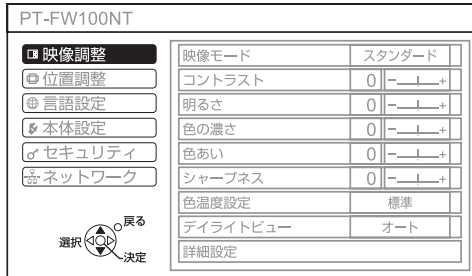 PT-FW100NT
映像調整
位置調整
言語設定
本体設定
セキュリティ
ネットワーク
戻る
選択
決定
映像モード スタンダード
コントラスト 0 - +
明るさ 0 - +
色の濃さ 0 - +
色あい 0 - +
シャープネス 0 - +
色温度設定 標準
デイライトビュー オート
詳細設定